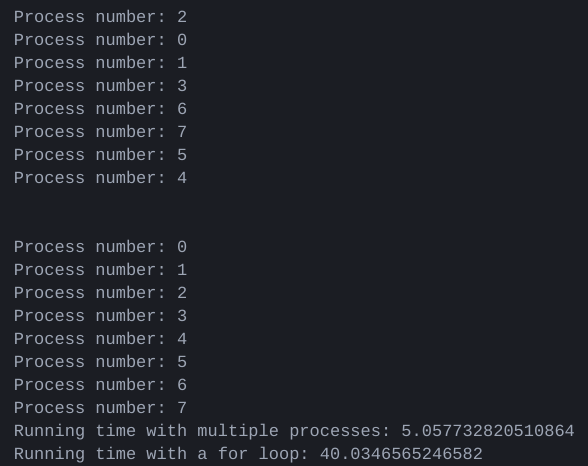 Process number: 2
Process number: 0
Process number: 1
Process number: 3
Process number: 6
Process number: 7
Process number: 5
Process number: 4
Process number: 0
Process number: 1
Process number: 2
Process number: 3
Process number: 4
Process number: 5
Process number: 6
Process number: 7
Running time with multiple processes: 5.057732820510864
Running time with a for loop: 40.0346565246582